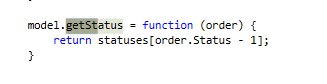 model.getStatus = function (order) {
return statuses[order.Status - 1];
}